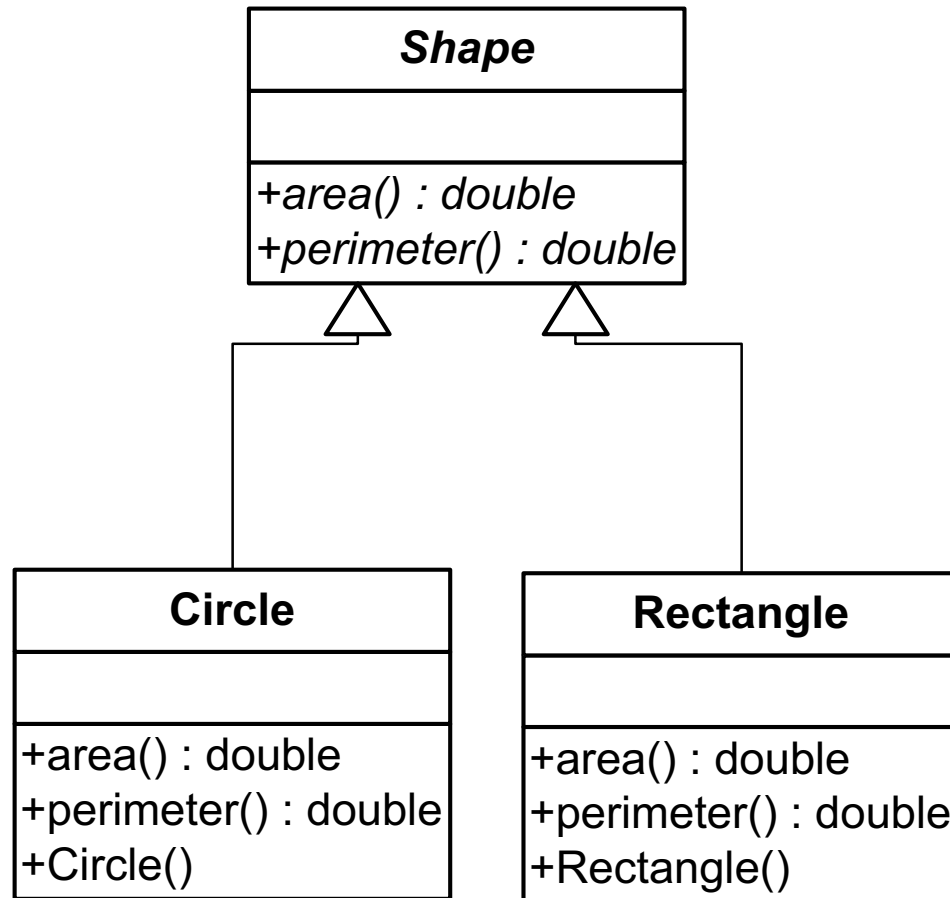 Shape
+area() : double
+perimeter() : double
Circle
+area() : double
+perimeter() : double
+Circle()
Rectangle
+area() : double
+perimeter() : double
+Rectangle()